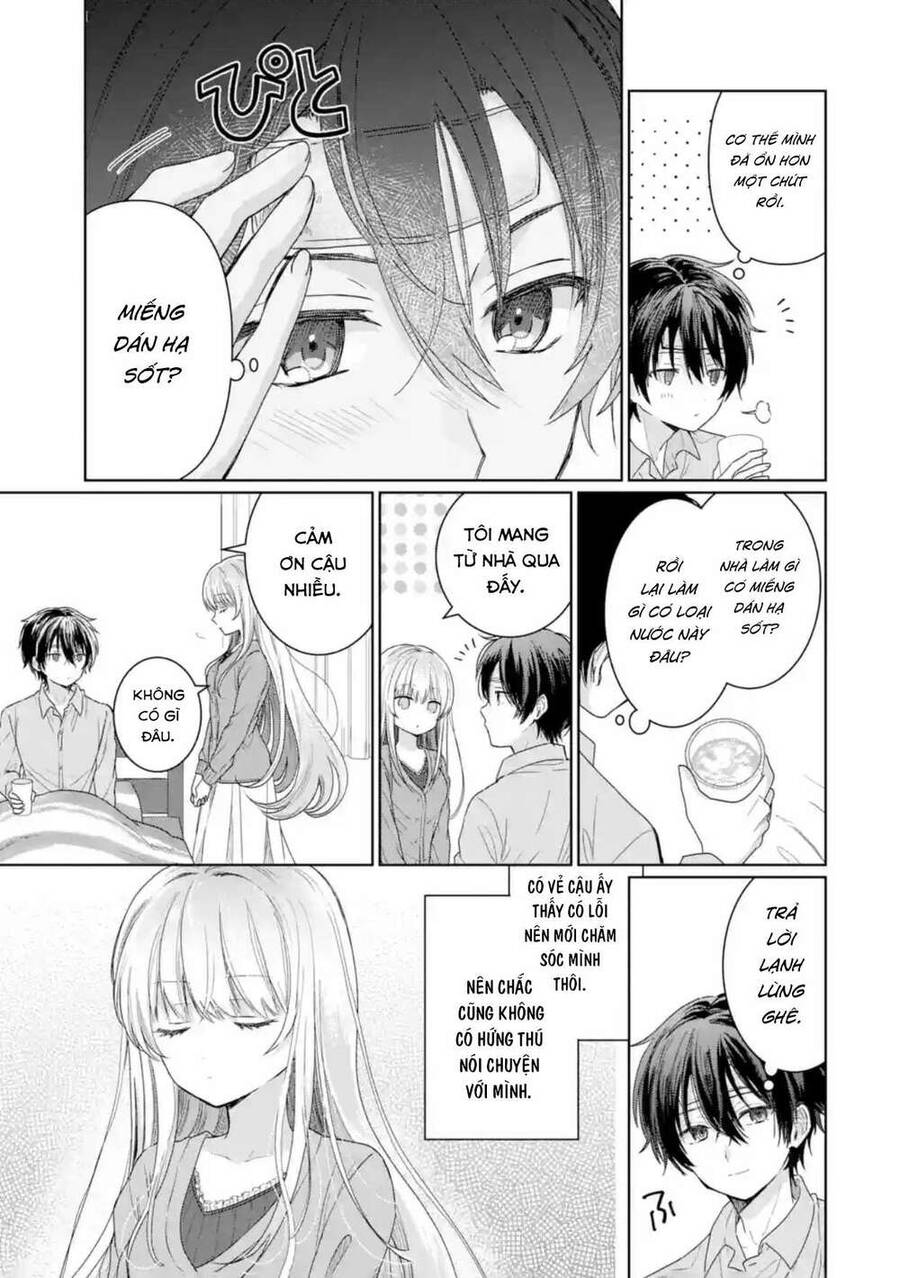 CƠ THỂ MÌNH
ĐÃ ỔN HƠN
MỘT CHÚT
RỒI.
ぴと
MIẾNG
DÁN HẠ
SỐT?
TRONG
NHÀ LÀM GÌ
CÓ MIẾNG
DÁN HẠ
SỐT?
RỒI
LẠI LÀM
GÌ CÓ LOẠI
NƯỚC NÀY
ĐÂU?
TÔI MANG
TỪ NHÀ QUA
ĐẤY.
CẢM
ƠN CẬU
NHIỀU.
KHÔNG
CÓ GÌ
ĐÂU.
TRẢ
LỜI
LẠNH
LÙNG
GHÊ.
ふ
CÓ VẺ CẬU ẤY
THẤY CÓ LỖI
NÊN MỚI CHĂM
SÓC MÌNH
THÔI.
NÊN CHẮC
CŨNG KHÔNG
CÓ HỨNG THÚ
NÓI CHUYỆN
VỚI MÌNH.